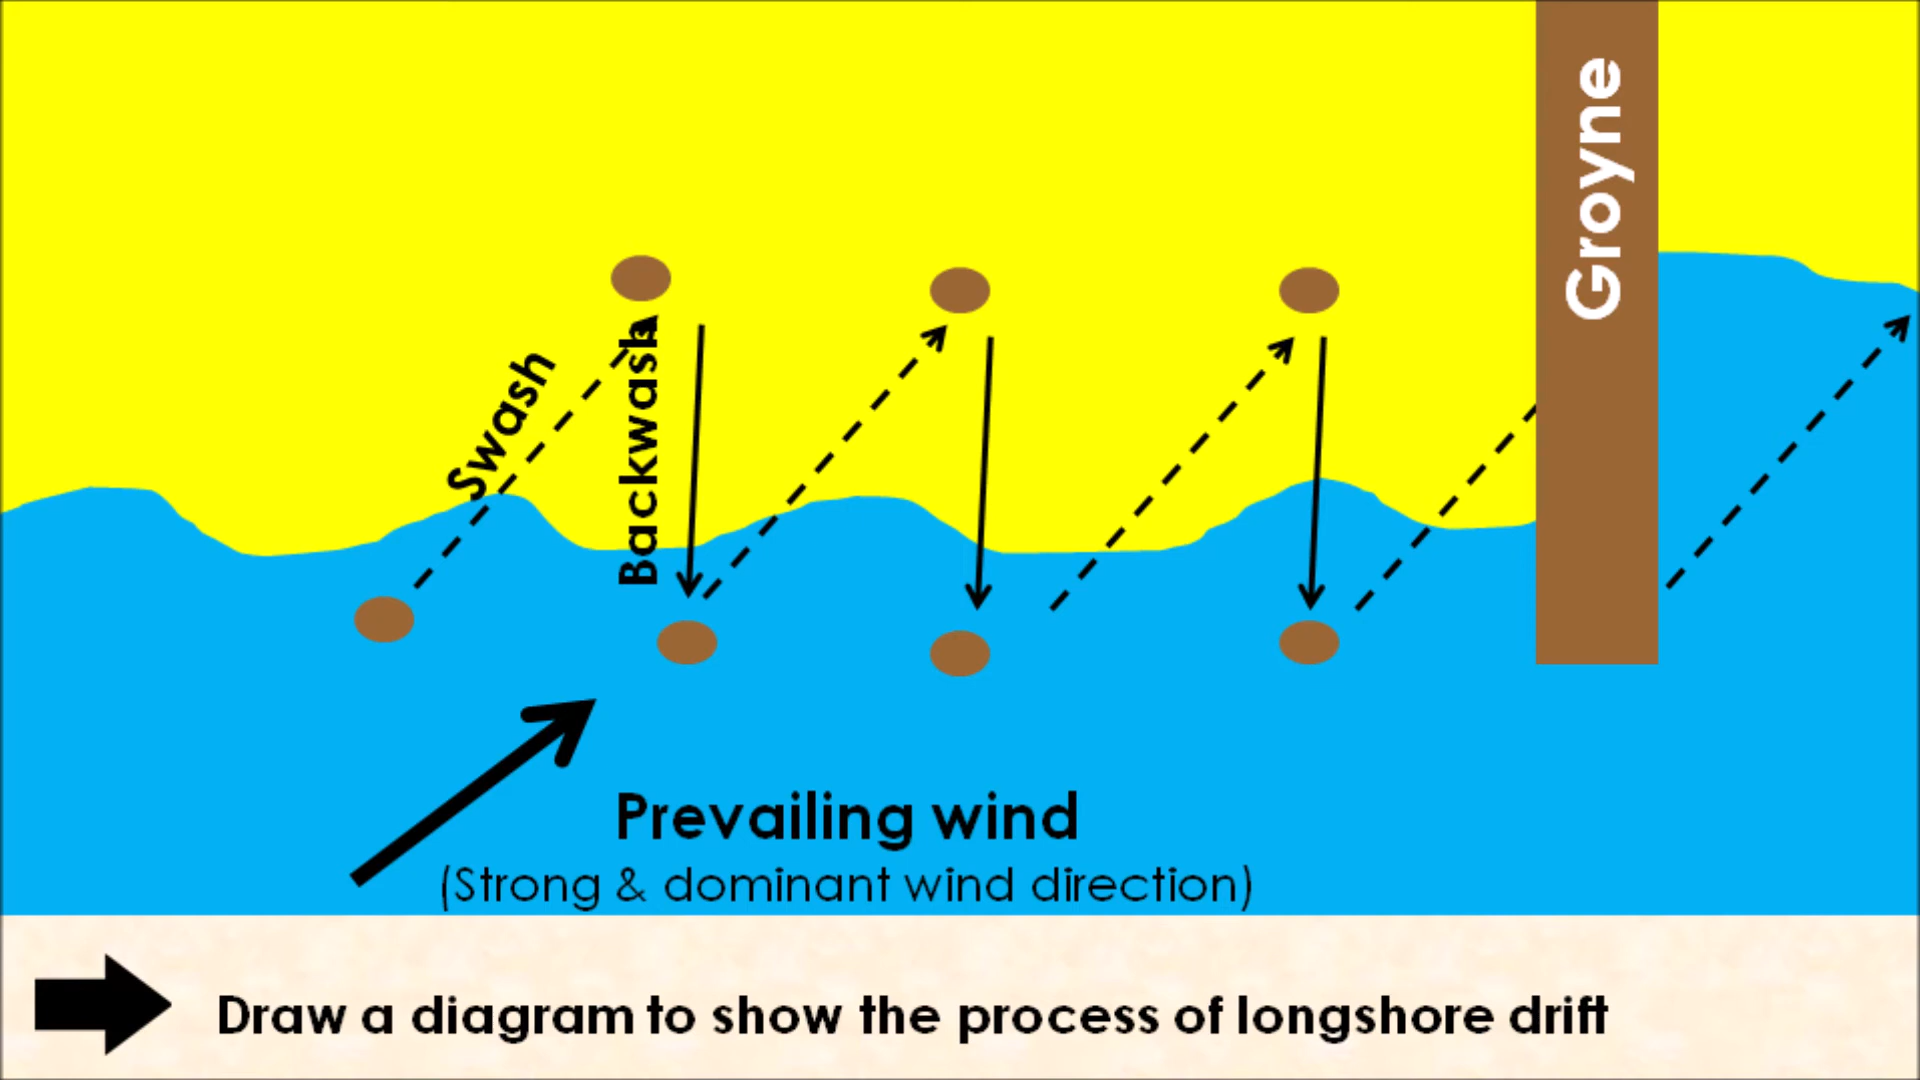 Groyne
Swash
Backwash
Prevailing wind
(Strong & dominant wind direction)
Draw a diagram to show the process of longshore drift